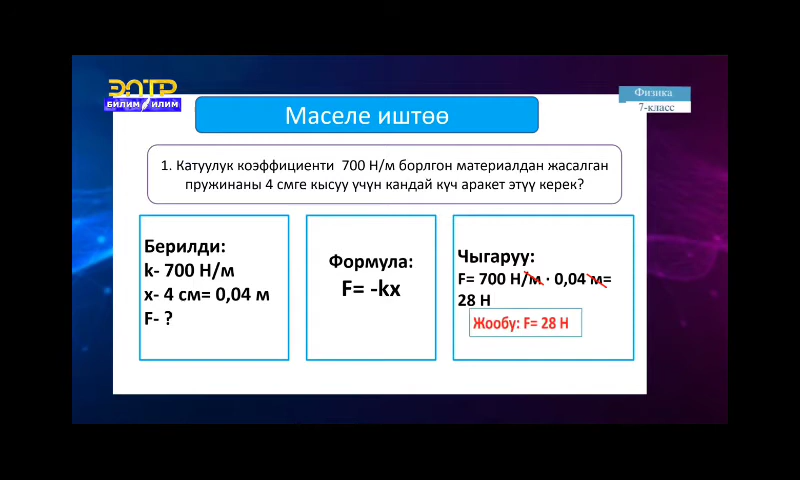 ЭЛТР
БИЛИМ ИЛИМ
Физика
7-класс
Маселе иштөө
1. Катуулук коэффициенти 700 Н/м борлгон материалдан жасалган
пружинаны 4 смге кысуу үчүн кандай күч аракет этүү керек?
Берилди:
k- 700 Н/м
x- 4 см= 0,04 м
F- ?
Формула:
F= -kx
Чыгаруу:
F= 700 Н/м · 0,04 м=
28 Н
Жообу: F= 28 Н